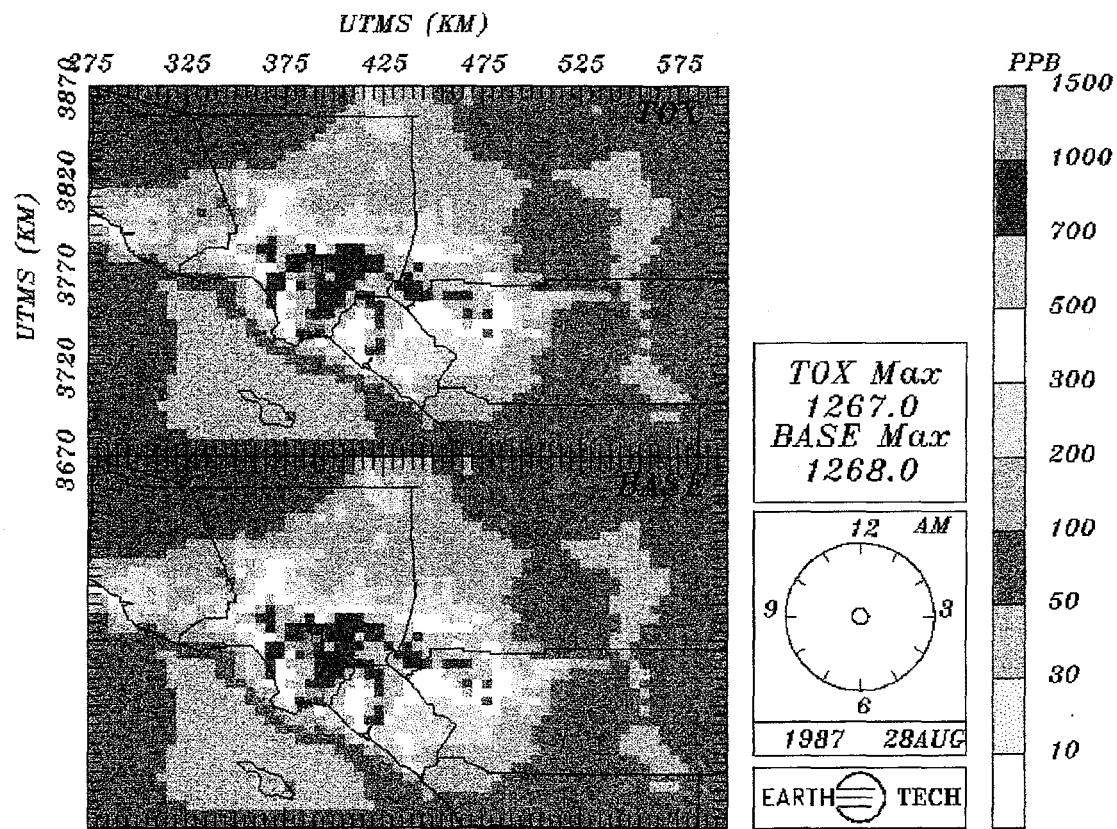 UTMS (KM)
275 325 375 425 475 525 575
UTMS (KM)
3870
3820
3770
3720
3670
TOX
BASE
PPB
1500
1000
700
500
300
200
100
50
30
10
TOX Max
1267.0
BASE Max
1268.0
12 AM
9 3
6
1987 28AUG
EARTH TECH